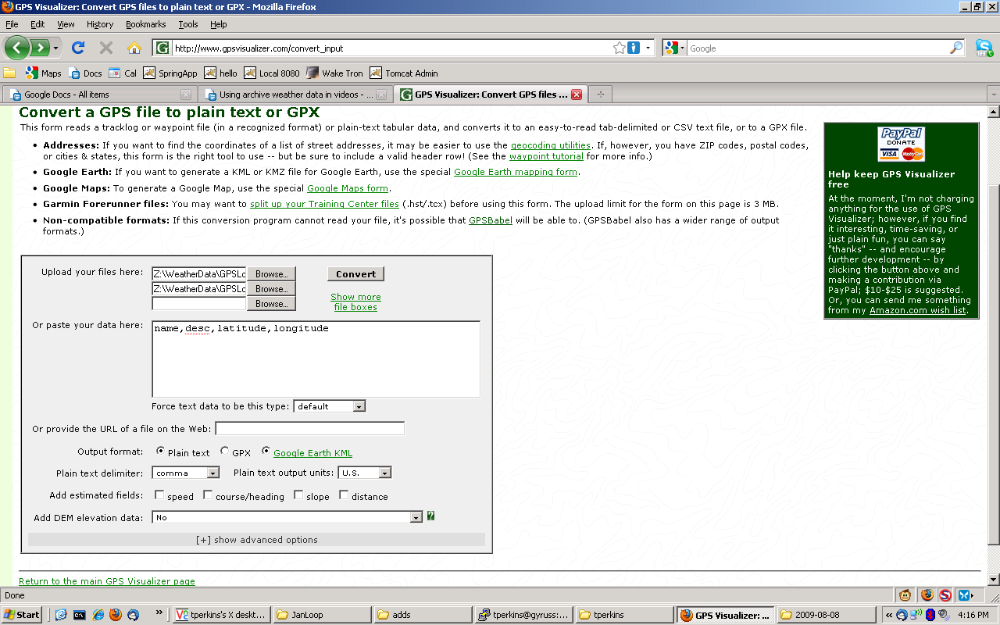 GPS Visualizer: Convert GPS files to plain text or GPX - Mozilla Firefox
File Edit View History Bookmarks Tools Help
http://www.gpsvisualizer.com/convert_input Google
Maps Docs Cal SpringApp hello Local 8080 Wake Tron Tomcat Admin
Google Docs - All items Using archive weather data in videos - ... GPS Visualizer: Convert GPS files ...
Convert a GPS file to plain text or GPX
This form reads a tracklog or waypoint file (in a recognized format) or plain-text tabular data, and converts it to an easy-to-read tab-delimited or CSV text file, or to a GPX file.
• Addresses: If you want to find the coordinates of a list of street addresses, it may be easier to use the geocoding utilities. If, however, you have ZIP codes, postal codes,
or cities & states, this form is the right tool to use -- but be sure to include a valid header row! (See the waypoint tutorial for more info.)
• Google Earth: If you want to generate a KML or KMZ file for Google Earth, use the special Google Earth mapping form.
• Google Maps: To generate a Google Map, use the special Google Maps form.
• Garmin Forerunner files: You may want to split up your Training Center files (.hst/.tcx) before using this form. The upload limit for the form on this page is 3 MB.
• Non-compatible formats: If this conversion program cannot read your file, it's possible that GPSBabel will be able to. (GPSBabel also has a wider range of output
formats.)
PayPal
DONATE
VISA MasterCard
Help keep GPS Visualizer
free
At the moment, I'm not charging
anything for the use of GPS
Visualizer; however, if you find
it interesting, time-saving, or
just plain fun, you can say
"thanks" -- and encourage
further development -- by
clicking the button above and
making a contribution via
PayPal; $10-$25 is suggested.
Or, you can send me something
from my Amazon.com wish list.
Upload your files here: Z:\WeatherData\GPSLo Browse... Convert
Z:\WeatherData\GPSLo Browse... Show more
Browse... file boxes
Or paste your data here: name,desc,latitude,longitude
Force text data to be this type: default
Or provide the URL of a file on the Web:
Output format: Plain text GPX Google Earth KML
Plain text delimiter: comma Plain text output units: U.S.
Add estimated fields: speed course/heading slope distance
Add DEM elevation data: No ?
[+] show advanced options
Return to the main GPS Visualizer page
Done
Start » tperkins's X deskt... JanLoop adds tperkins@gyruss:... tperkins GPS Visualizer: ... 2009-08-08 « 4:16 PM